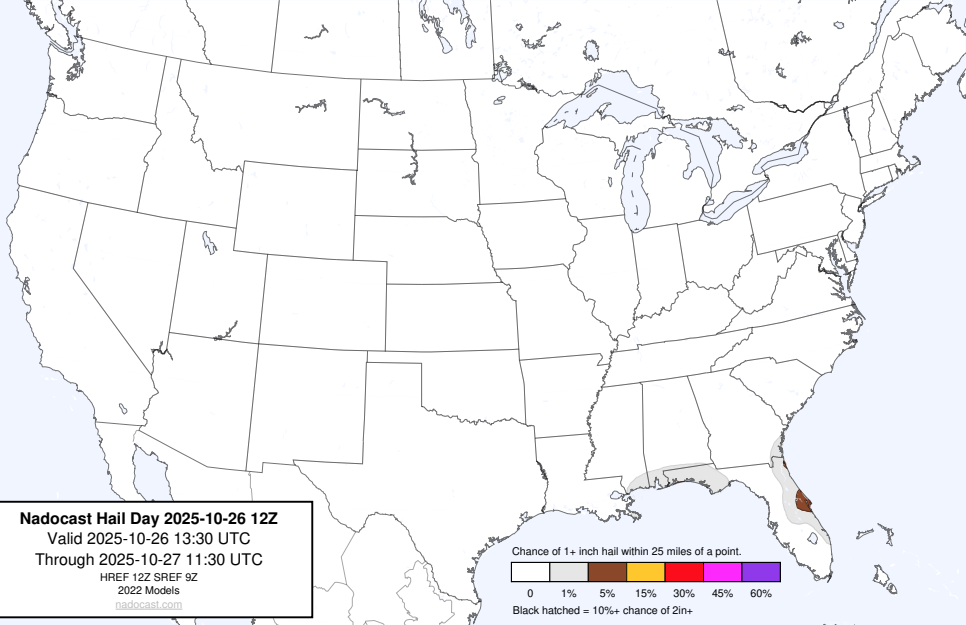 Nadocast Hail Day 2025-10-26 12Z
Valid 2025-10-26 13:30 UTC
Through 2025-10-27 11:30 UTC
HREF 12Z SREF 9Z
2022 Models
nadocast.com
Chance of 1+ inch hail within 25 miles of a point.
0 1% 5% 15% 30% 45% 60%
Black hatched = 10%+ chance of 2in+